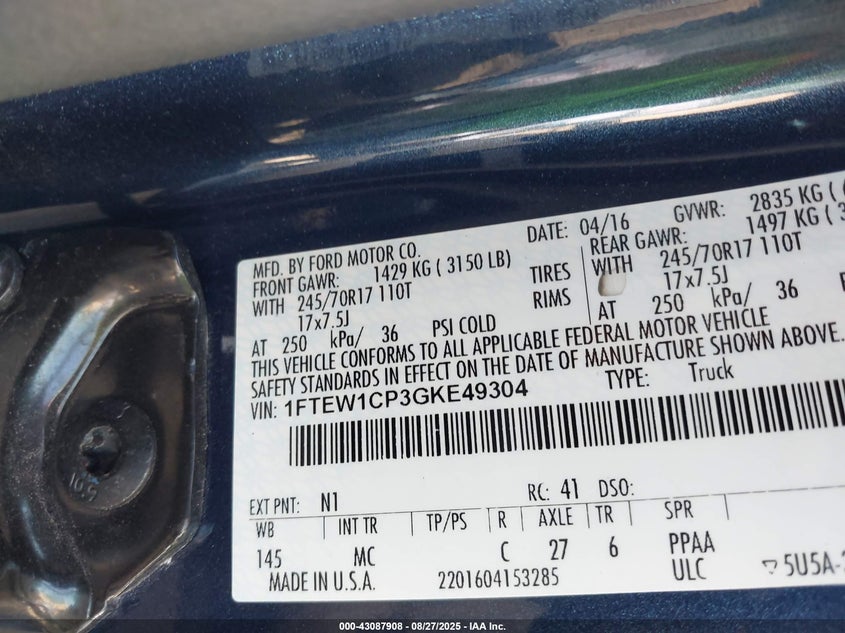 MFD. BY FORD MOTOR CO. DATE: 04/16 GVWR: 2835 KG (
FRONT GAWR: 1429 KG ( 3150 LB) REAR GAWR: 1497 KG ( 3
WITH 245/70R17 110T TIRES WITH 245/70R17 110T
17x7.5J RIMS 17x7.5J
AT 250 kPa/ 36 PSI COLD AT 250 kPa/ 36
THIS VEHICLE CONFORMS TO ALL APPLICABLE FEDERAL MOTOR VEHICLE
SAFETY STANDARDS IN EFFECT ON THE DATE OF MANUFACTURE SHOWN ABOVE.
VIN: 1FTEW1CP3GKE49304 TYPE: Truck
EXT PNT: N1 RC: 41 DSO:
WB INT TR TP/PS R AXLE TR SPR
145 MC C 27 6 PPAA
ULC
MADE IN U.S.A. 2201604153285 ▽ 5U5A-
5.01
000-43087908 - 08/27/2025 - IAA Inc.